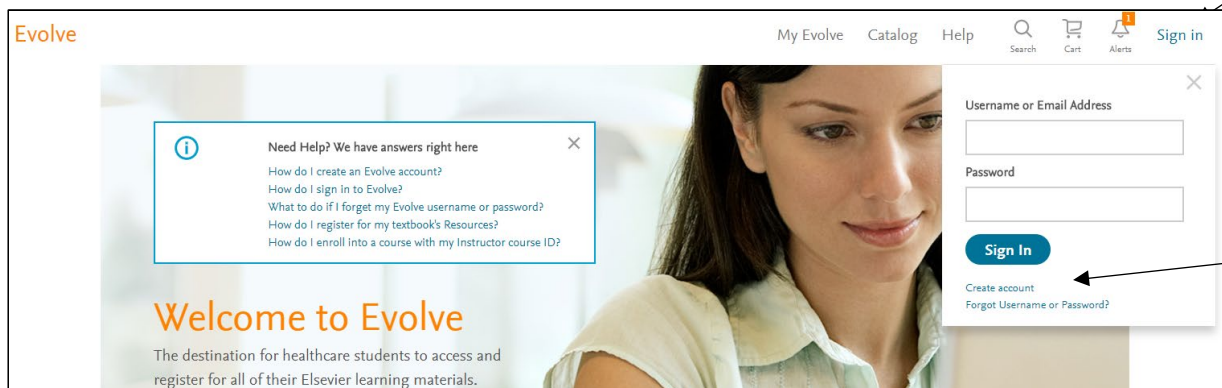 Evolve
My Evolve Catalog Help Search Cart 1 Alerts Sign in
Need Help? We have answers right here
How do I create an Evolve account?
How do I sign in to Evolve?
What to do if I forget my Evolve username or password?
How do I register for my textbook's Resources?
How do I enroll into a course with my Instructor course ID?
Welcome to Evolve
The destination for healthcare students to access and
register for all of their Elsevier learning materials.
Username or Email Address
Password
Sign In
Create account
Forgot Username or Password?